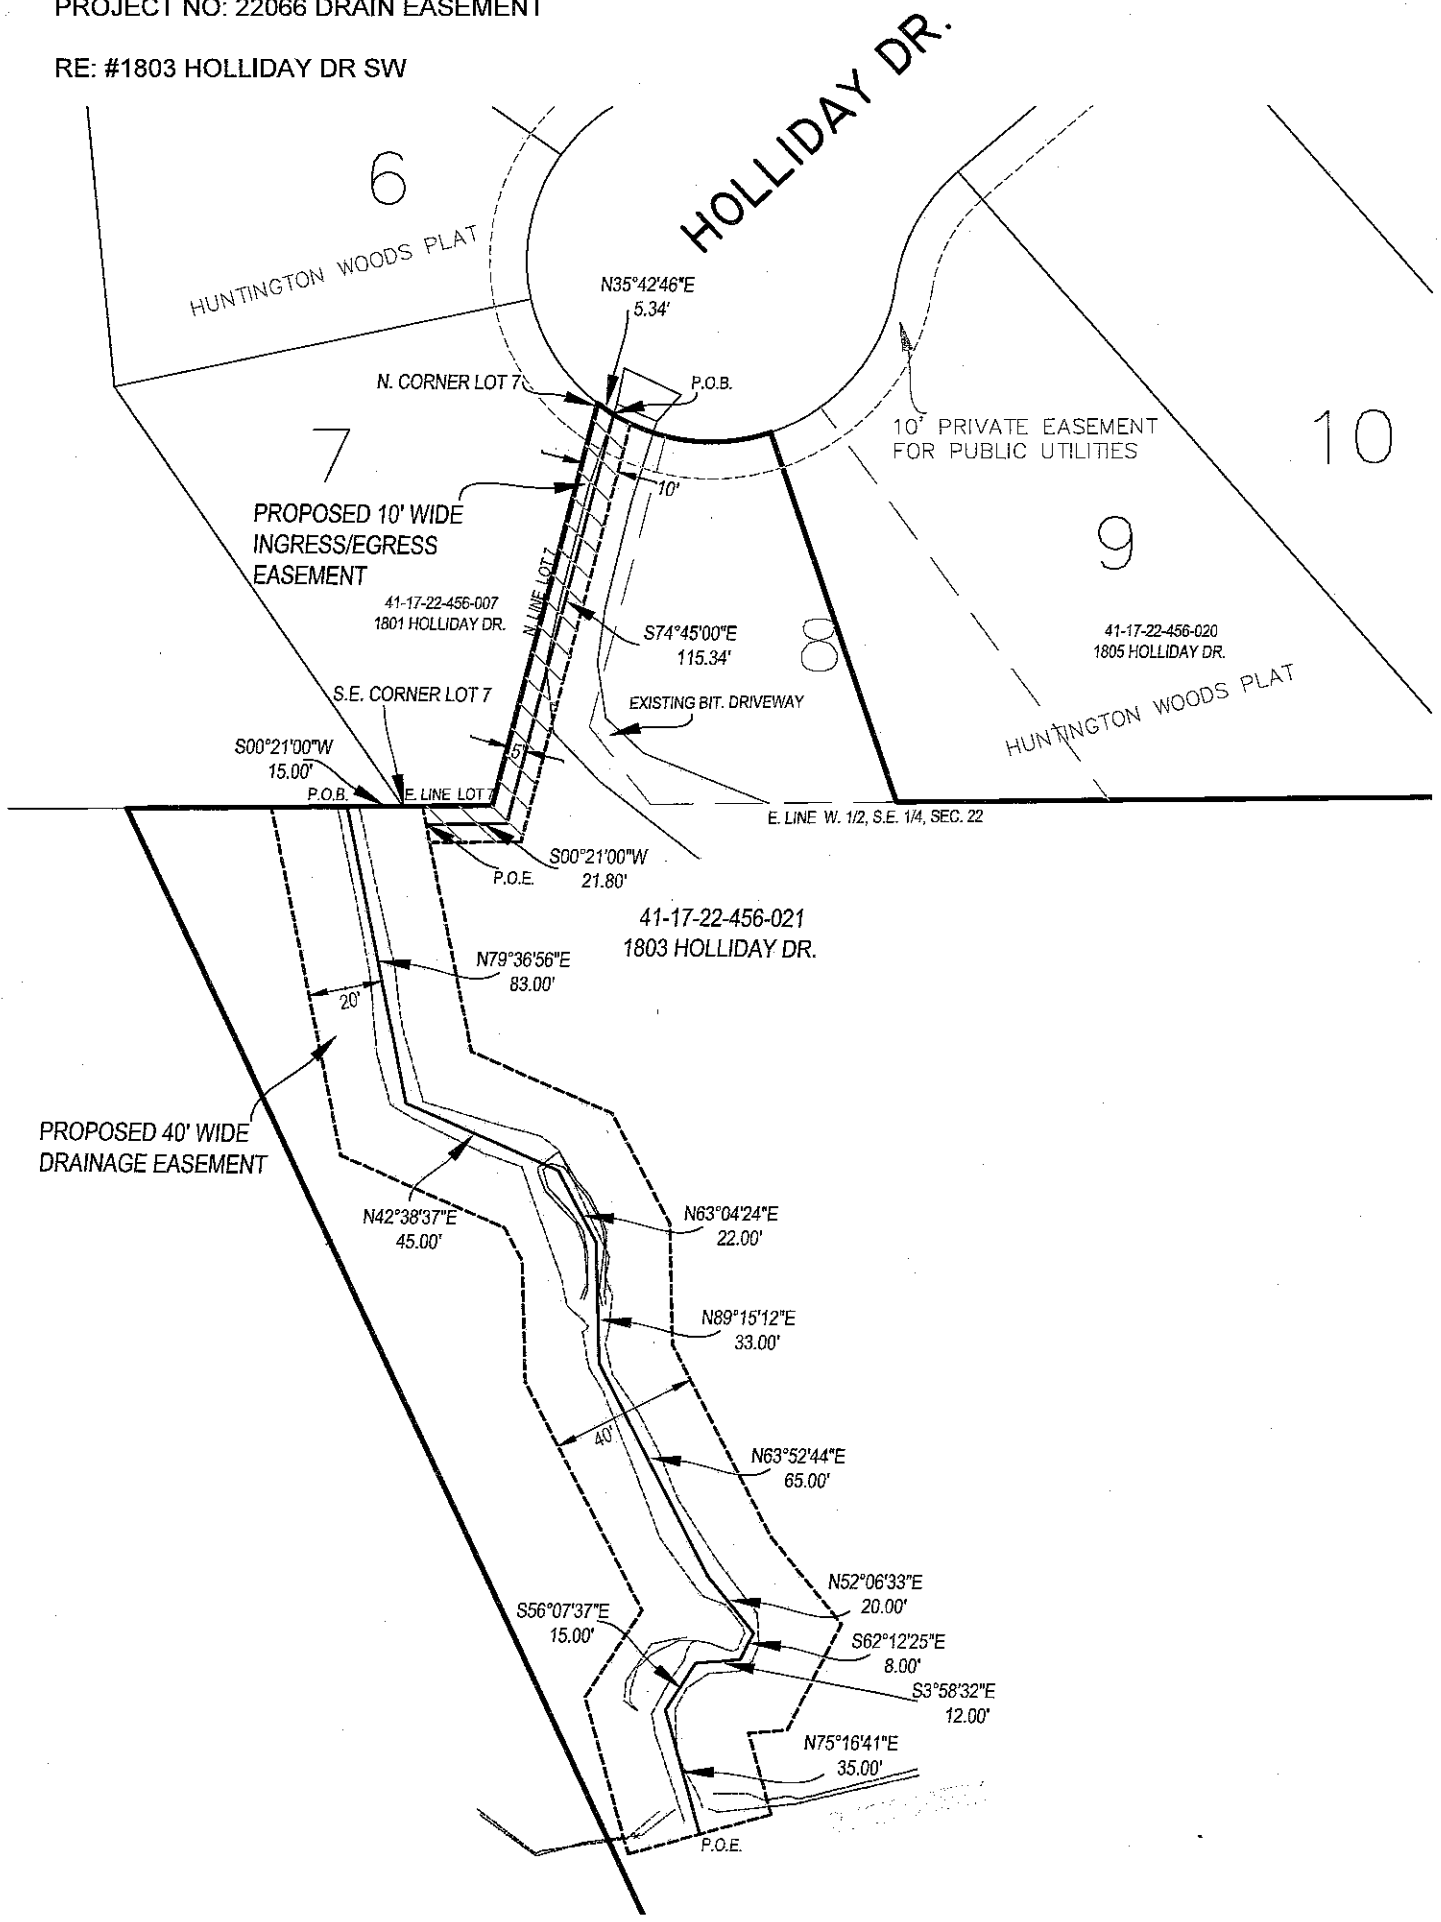 PROJECT NO: 22066 DRAIN EASEMENT
RE: #1803 HOLLIDAY DR SW
HOLLIDAY DR.
6
HUNTINGTON WOODS PLAT
N35°42'46"E
5.34'
N. CORNER LOT 7
P.O.B.
7
10' PRIVATE EASEMENT
FOR PUBLIC UTILITIES
10
PROPOSED 10' WIDE
INGRESS/EGRESS
EASEMENT
10'
9
41-17-22-456-007
1801 HOLLIDAY DR.
N LINE LOT 7
S74°45'00"E
115.34'
8
41-17-22-456-020
1805 HOLLIDAY DR.
HUNTINGTON WOODS PLAT
S.E. CORNER LOT 7
EXISTING BIT. DRIVEWAY
S00°21'00"W
15.00'
5'
P.O.B.
E. LINE LOT 7
E. LINE W. 1/2, S.E. 1/4, SEC. 22
S00°21'00"W
21.80'
P.O.E.
41-17-22-456-021
1803 HOLLIDAY DR.
N79°36'56"E
83.00'
20'
PROPOSED 40' WIDE
DRAINAGE EASEMENT
N42°38'37"E
45.00'
N63°04'24"E
22.00'
N89°15'12"E
33.00'
40'
N63°52'44"E
65.00'
N52°06'33"E
20.00'
S56°07'37"E
15.00'
S62°12'25"E
8.00'
S3°58'32"E
12.00'
N75°16'41"E
35.00'
P.O.E.